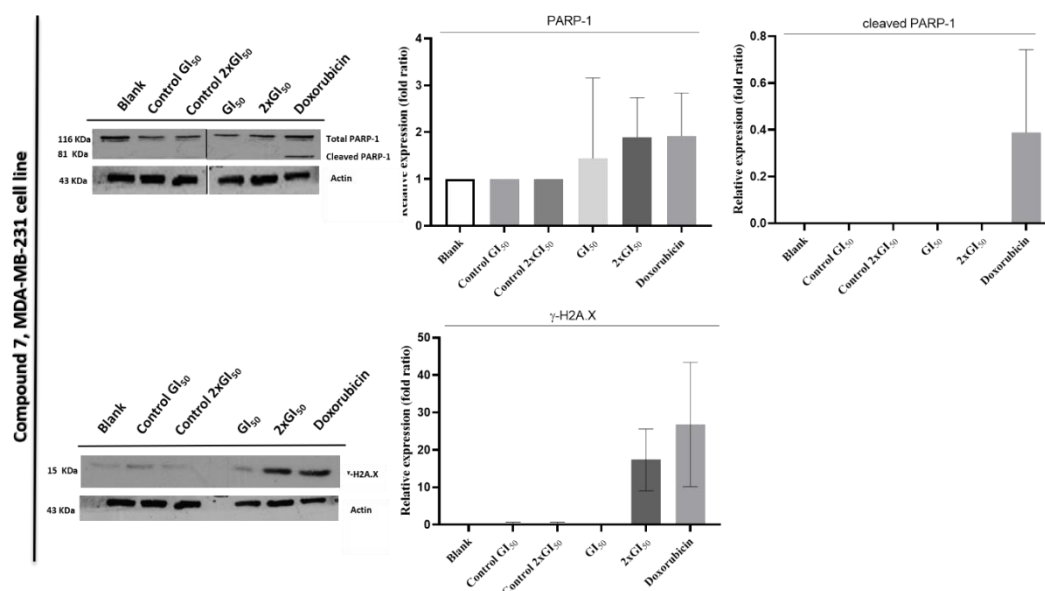 Compound 7, MDA-MB-231 cell line
Blank
Control GI₅₀
Control 2xGI₅₀
GI₅₀
2xGI₅₀
Doxorubicin
116 KDa
Total PARP-1
81 KDa
Cleaved PARP-1
43 KDa
Actin
PARP-1
Relative expression (fold ratio)
4
3
2
1
0
Blank
Control GI₅₀
Control 2xGI₅₀
GI₅₀
2xGI₅₀
Doxorubicin
cleaved PARP-1
Relative expression (fold ratio)
0.8
0.6
0.4
0.2
0.0
Blank
Control GI₅₀
Control 2xGI₅₀
GI₅₀
2xGI₅₀
Doxorubicin
Blank
Control GI₅₀
Control 2xGI₅₀
GI₅₀
2xGI₅₀
Doxorubicin
15 KDa
-H2A.X
43 KDa
Actin
γ-H2A.X
Relative expression (fold ratio)
50
40
30
20
10
0
Blank
Control GI₅₀
Control 2xGI₅₀
GI₅₀
2xGI₅₀
Doxorubicin